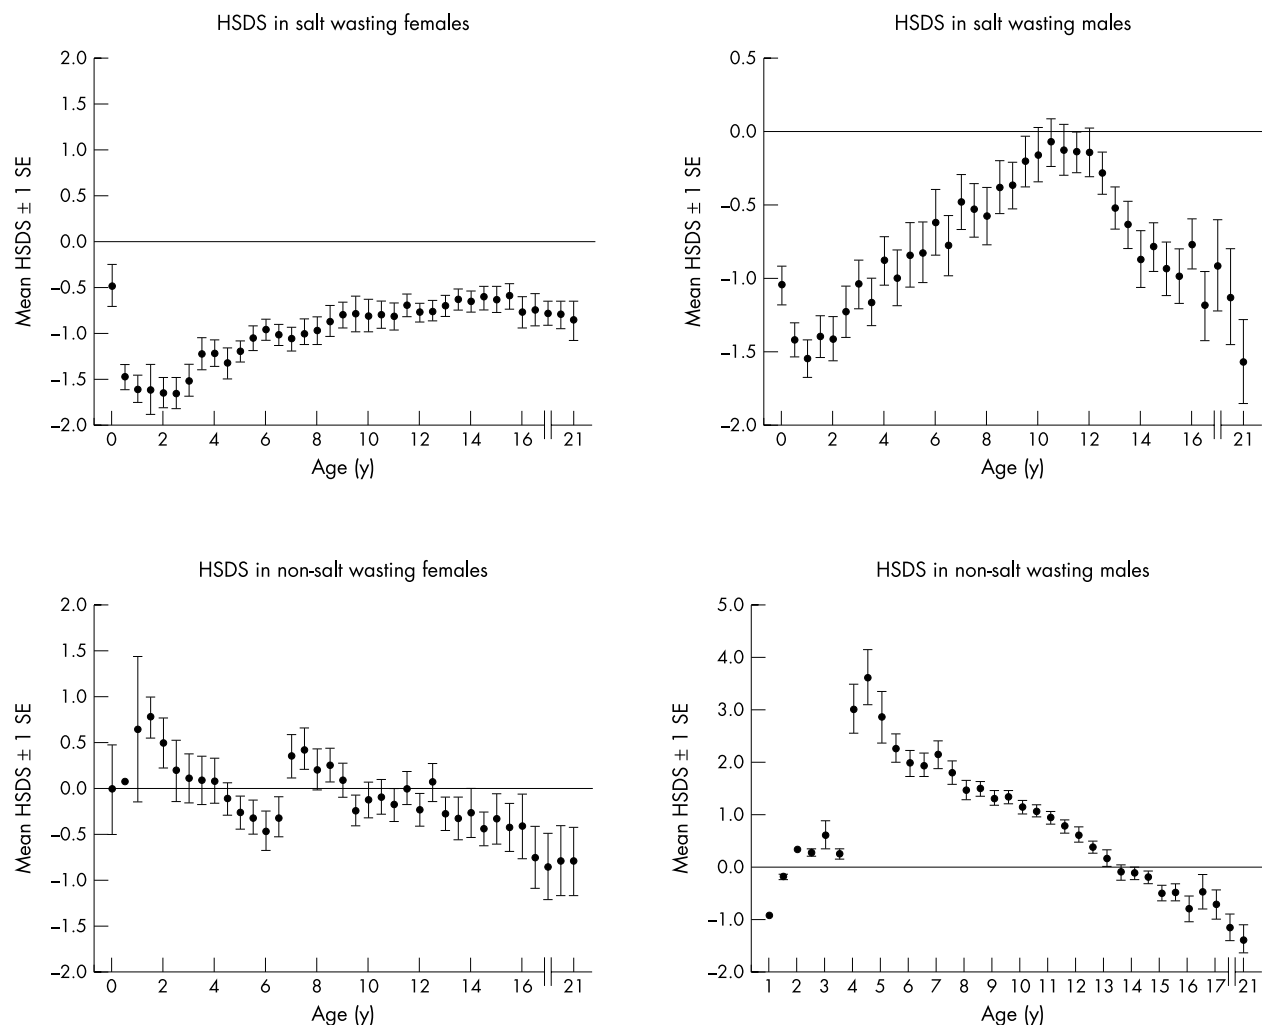 HSDS in salt wasting females
2.0
1.5
1.0
0.5
0.0
–0.5
–1.0
–1.5
–2.0
Mean HSDS ± 1 SE
0 2 4 6 8 10 12 14 16 21
Age (y)
HSDS in salt wasting males
0.5
0.0
–0.5
–1.0
–1.5
–2.0
Mean HSDS ± 1 SE
0 2 4 6 8 10 12 14 16 21
Age (y)
HSDS in non-salt wasting females
2.0
1.5
1.0
0.5
0.0
–0.5
–1.0
–1.5
–2.0
Mean HSDS ± 1 SE
0 2 4 6 8 10 12 14 16 21
Age (y)
HSDS in non-salt wasting males
5.0
4.0
3.0
2.0
1.0
0.0
–1.0
–2.0
Mean HSDS ± 1 SE
1 2 3 4 5 6 7 8 9 10 11 12 13 14 15 16 17 21
Age (y)